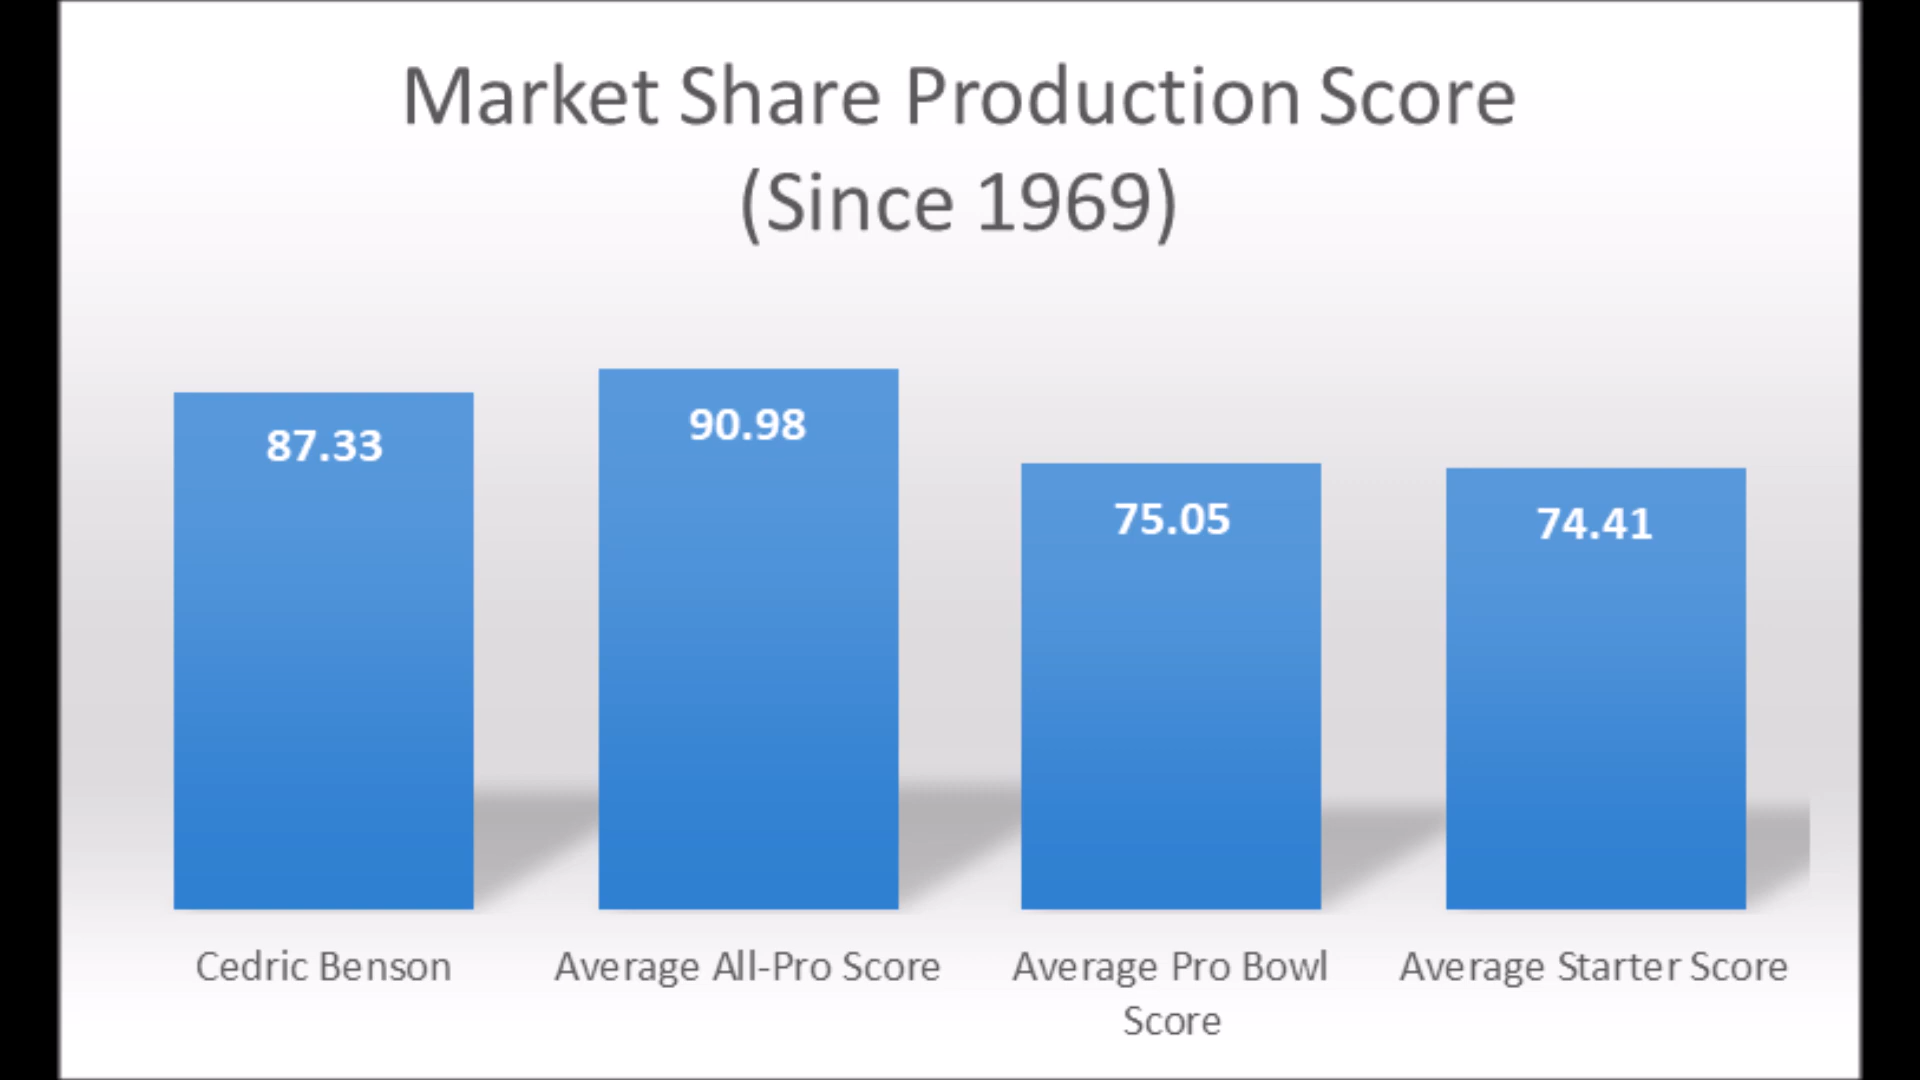 Market Share Production Score
(Since 1969)
87.33
90.98
75.05
74.41
Cedric Benson
Average All-Pro Score
Average Pro Bowl
Score
Average Starter Score